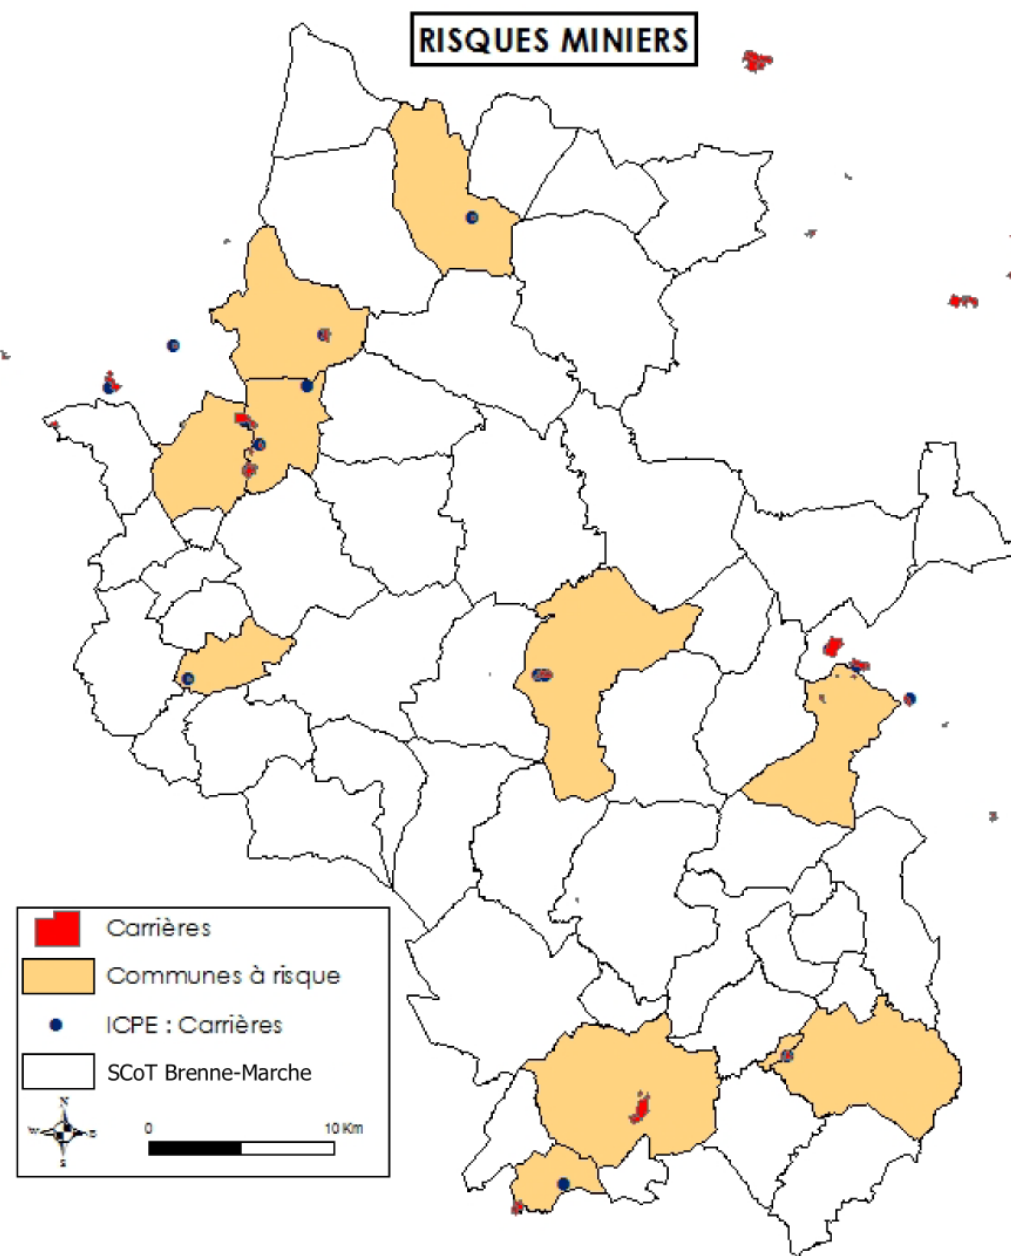 RISQUES MINIERS
Carrières
Communes à risque
ICPE : Carrières
SCoT Brenne-Marche
N
W E
S
0 10 Km